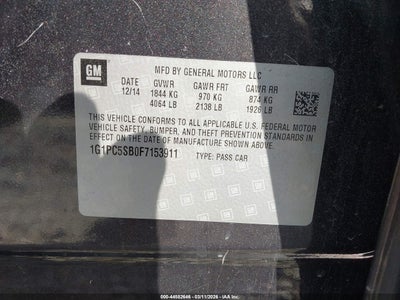 GM
MFD BY GENERAL MOTORS LLC
DATE GVWR GAWR FRT GAWR RR
12/14 1844 KG 970 KG 874 KG
4064 LB 2138 LB 1926 LB
THIS VEHICLE CONFORMS TO ALL APPLICABLE U.S. FEDERAL MOTOR
VEHICLE SAFETY, BUMPER, AND THEFT PREVENTION STANDARDS IN
EFFECT ON THE DATE OF MANUFACTURE SHOWN ABOVE.
1G1PC5SB0F7153911 TYPE: PASS CAR
000-44502646 - 03/11/2026 - IAA